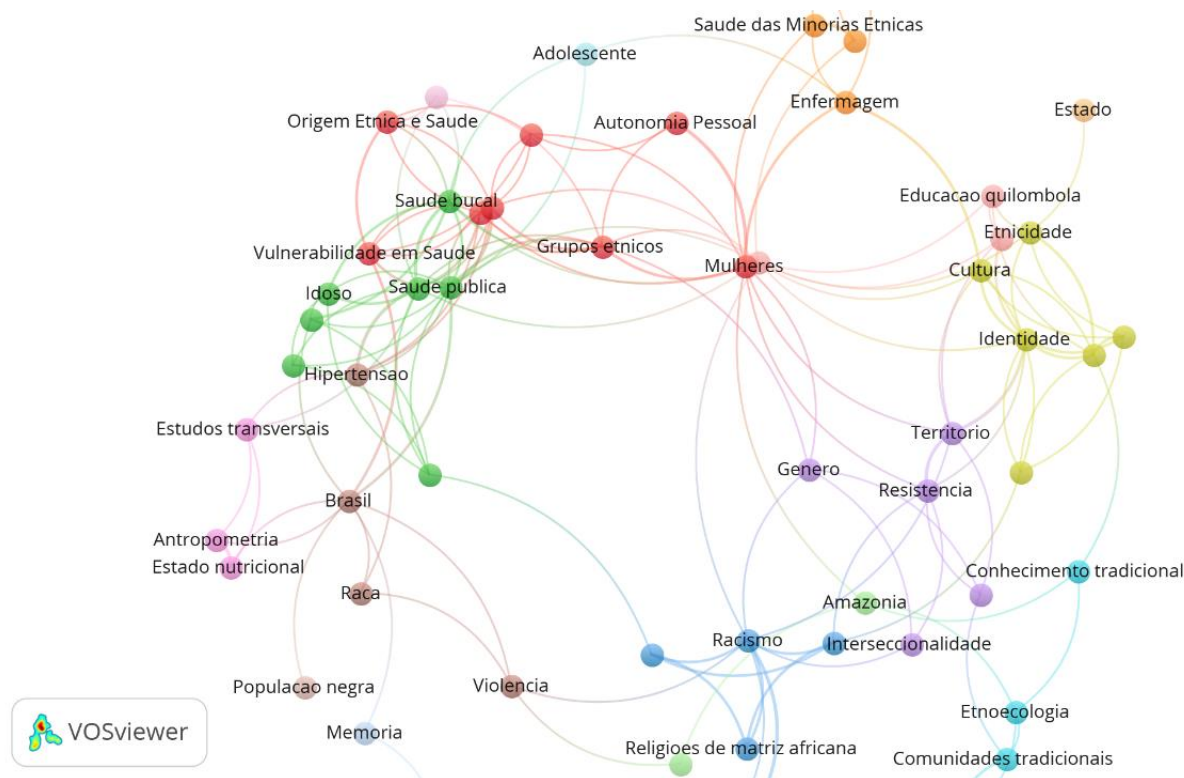 Saude das Minorias Etnicas
Adolescente
Enfermagem
Estado
Origem Etnica e Saude
Autonomia Pessoal
Saude bucal
Educacao quilombola
Etnicidade
Vulnerabilidade em Saude
Grupos etnicos
Mulheres
Cultura
Idoso
Saude publica
Identidade
Hipertensao
Estudos transversais
Territorio
Genero
Resistencia
Brasil
Antropometria
Estado nutricional
Conhecimento tradicional
Raca
Amazonia
Racismo
Interseccionalidade
Populacao negra
Violencia
Etnoecologia
Memoria
VOSviewer
Religioes de matriz africana
Comunidades tradicionais